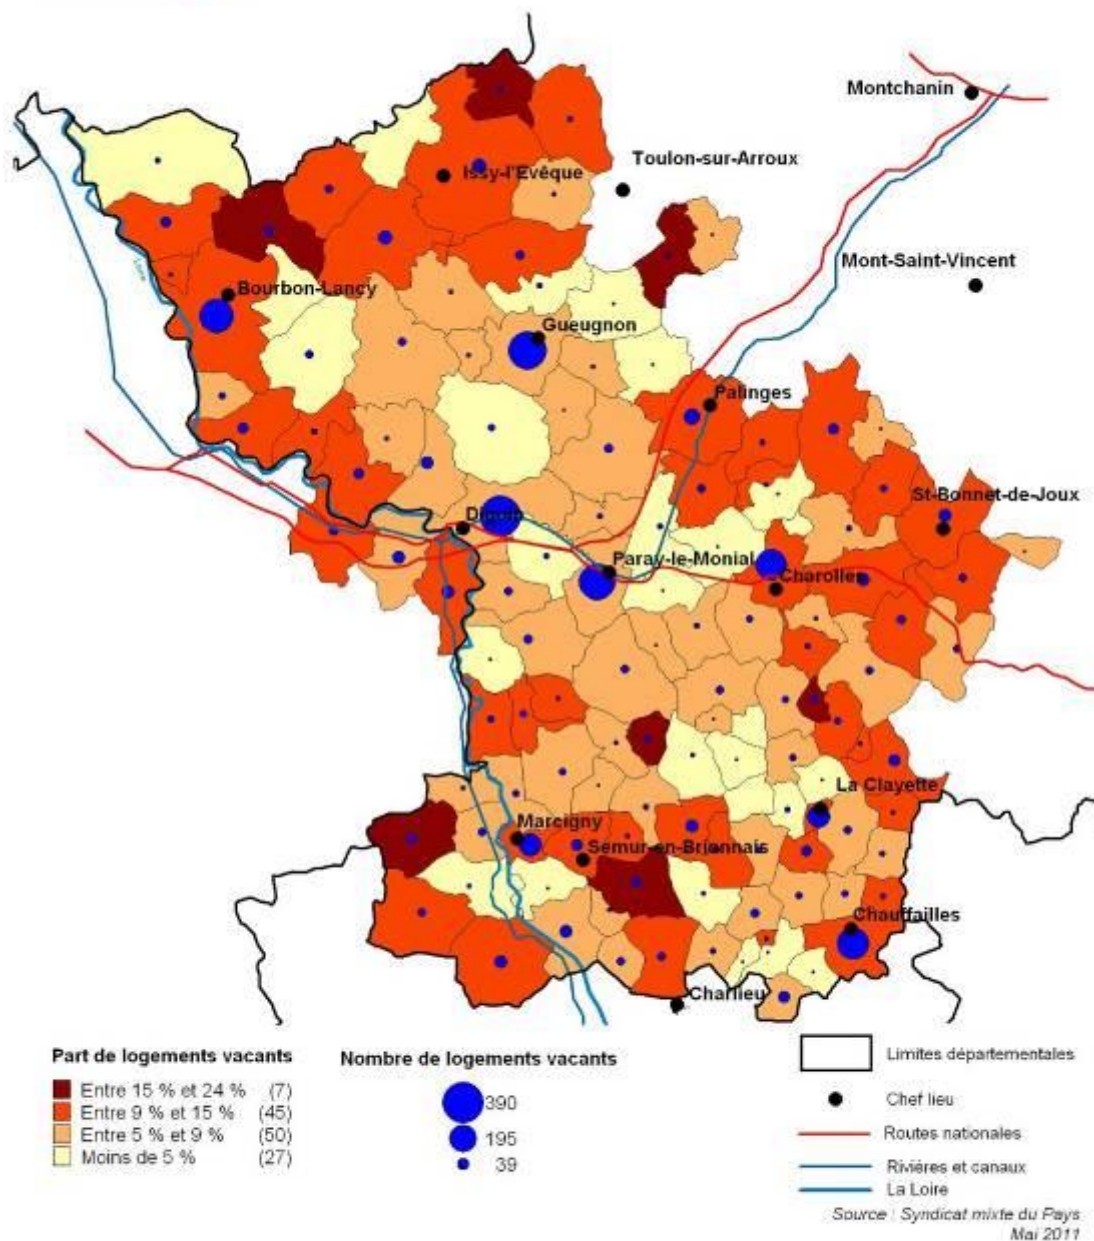 Montchanin
Toulon-sur-Arroux
Issy-l'Evêque
Mont-Saint-Vincent
Bourbon-Lancy
Gueugnon
Palinges
St-Bonnet-de-Joux
Digoin
Paray-le-Monial
Charolles
La Clayette
Marcigny
Semur-en-Brionnais
Chauffailles
Charlieu
Part de logements vacants
Entre 15 % et 24 % (7)
Entre 9 % et 15 % (45)
Entre 5 % et 9 % (50)
Moins de 5 % (27)
Nombre de logements vacants
390
195
39
Limites départementales
Chef lieu
Routes nationales
Rivières et canaux
La Loire
Source : Syndicat mixte du Pays
Mai 2011